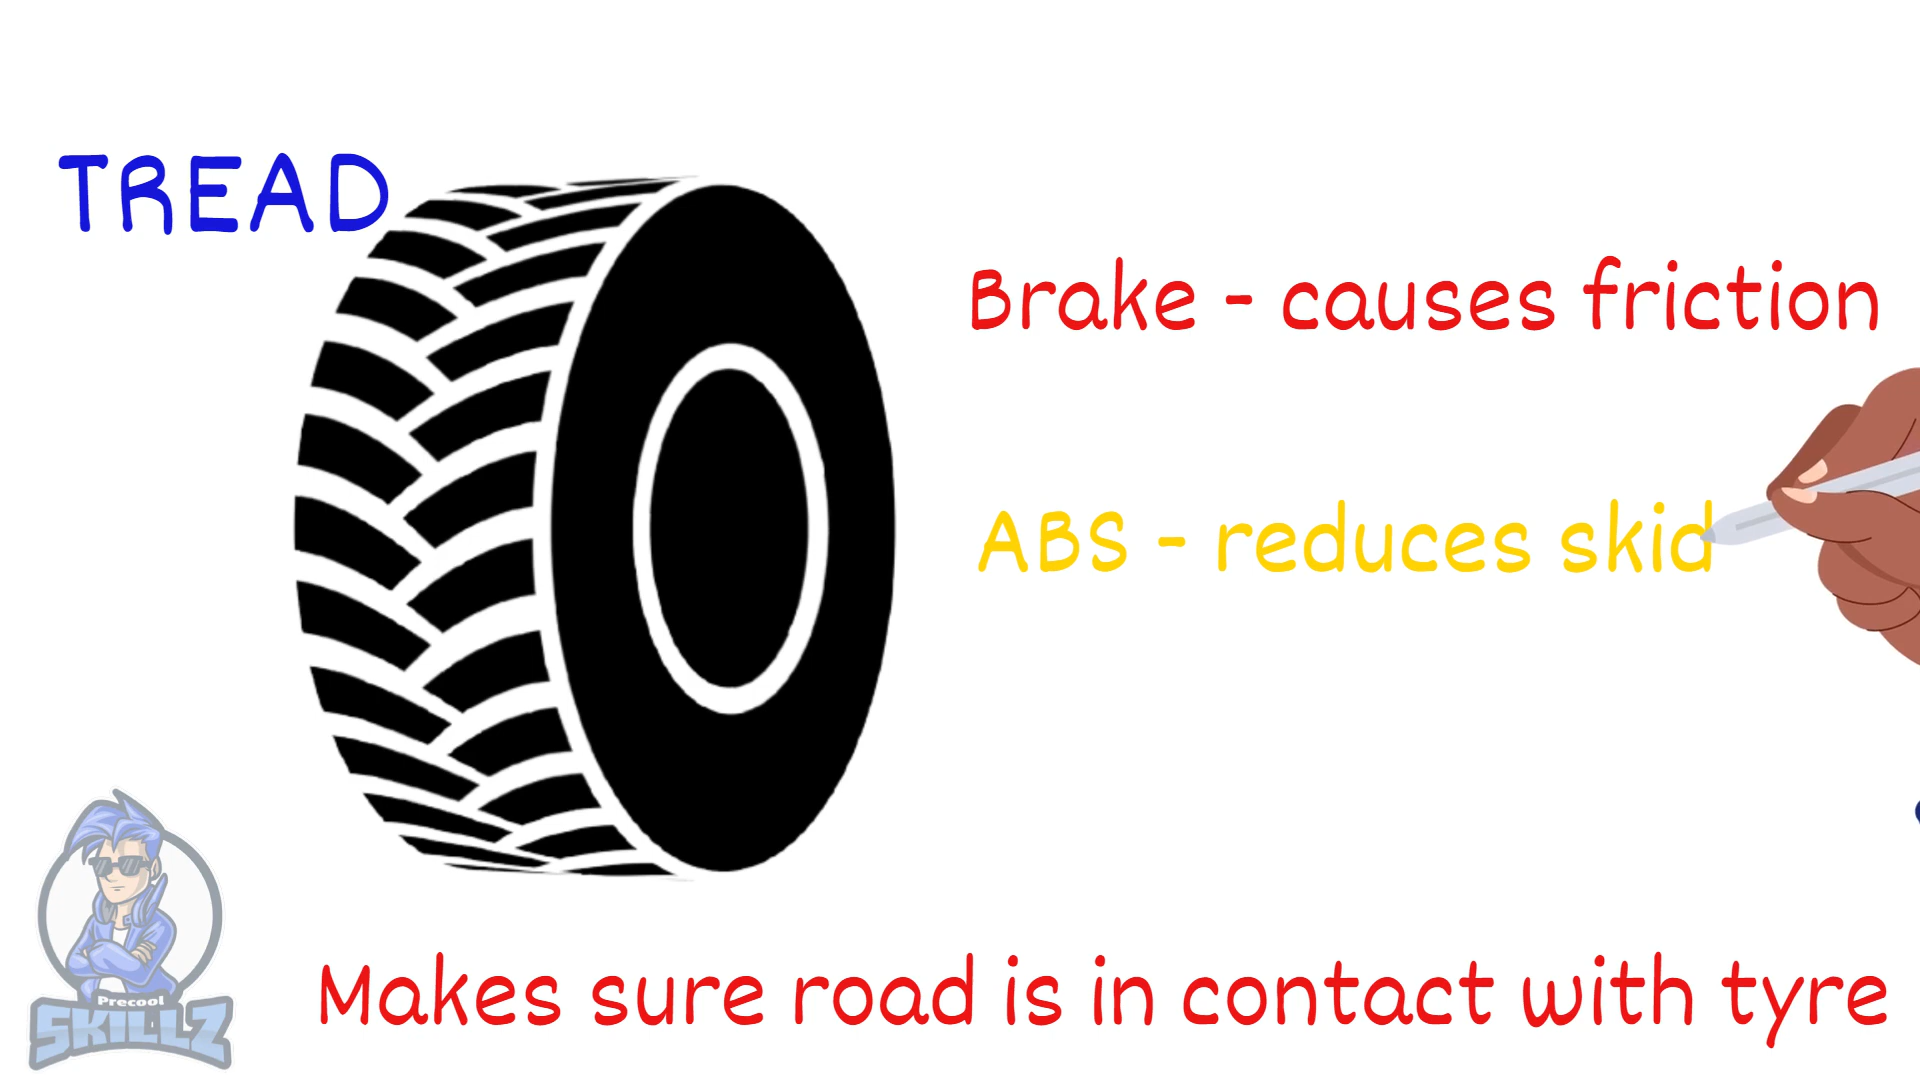 TREAD
Brake - causes friction
ABS - reduces skid
Makes sure road is in contact with tyre
Precool
SKILLZ